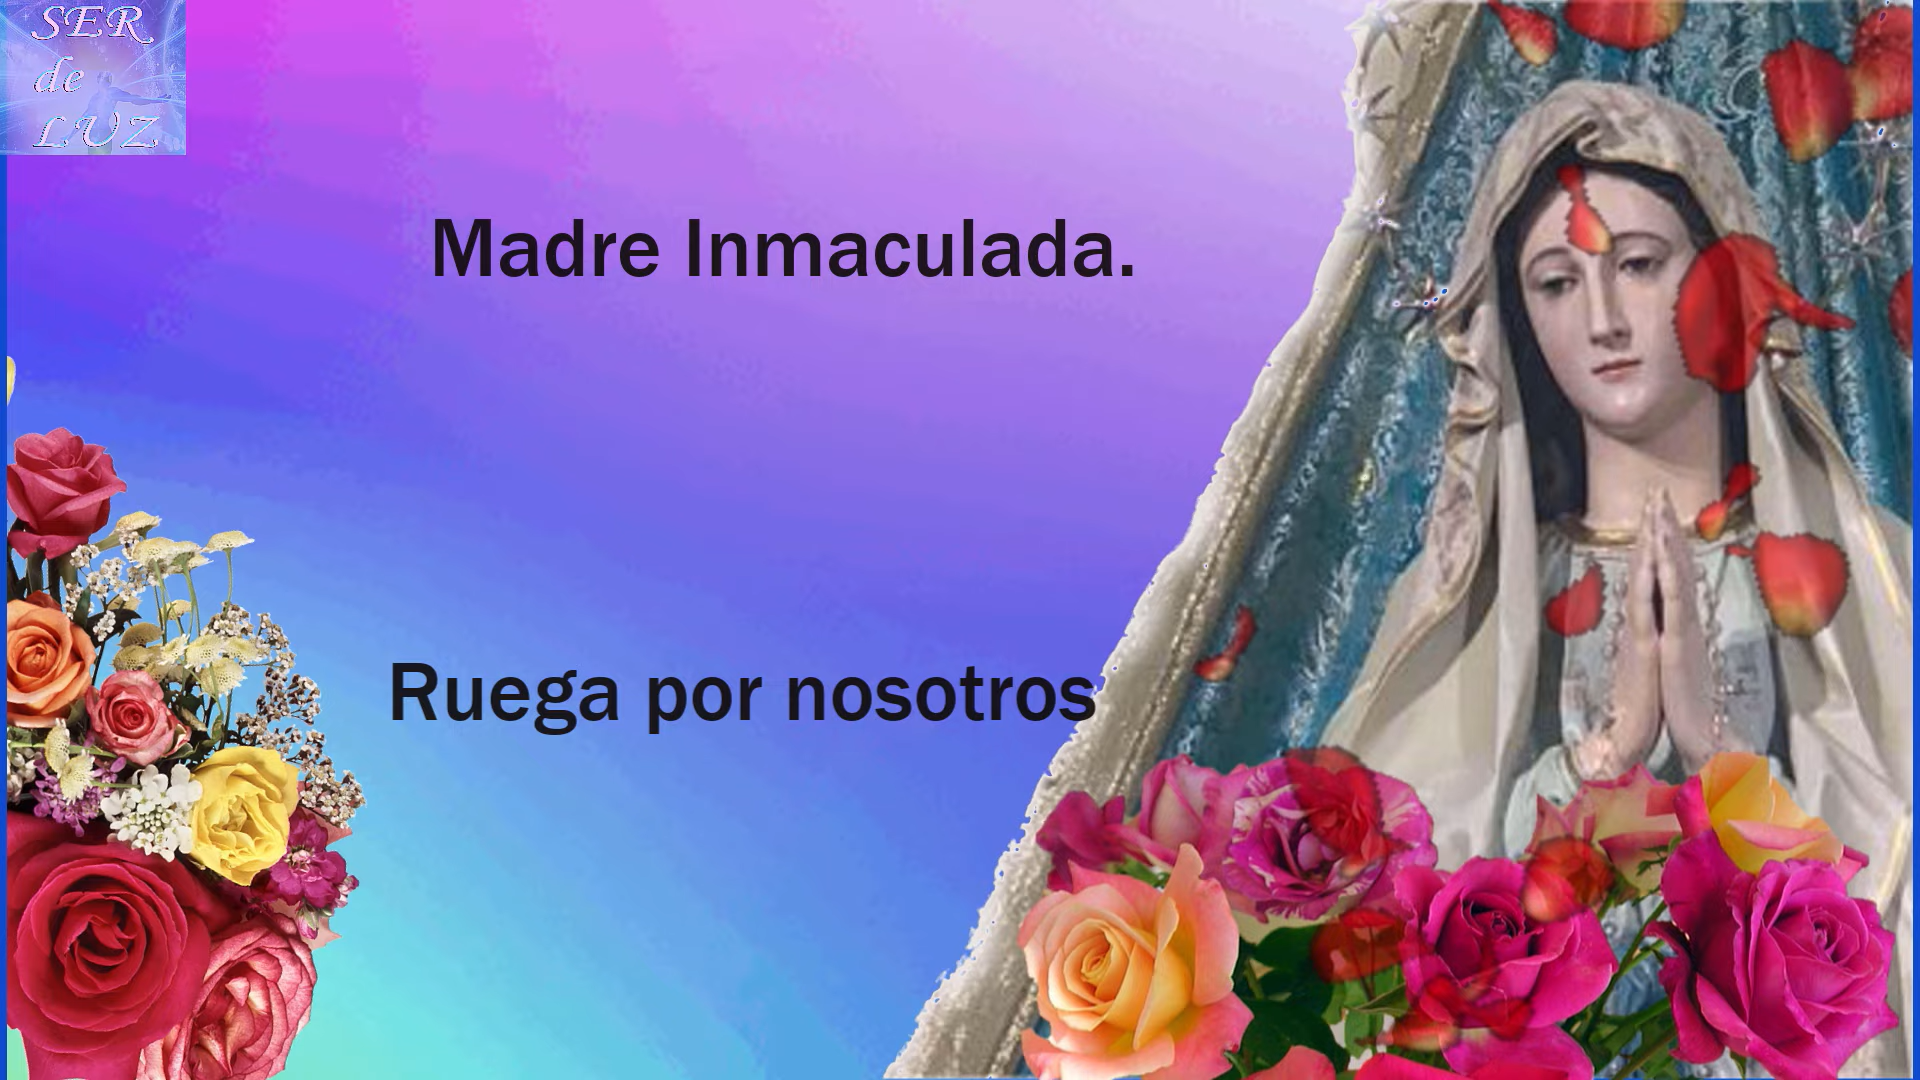 SER
de
LUZ
Madre Inmaculada.
Ruega por nosotros